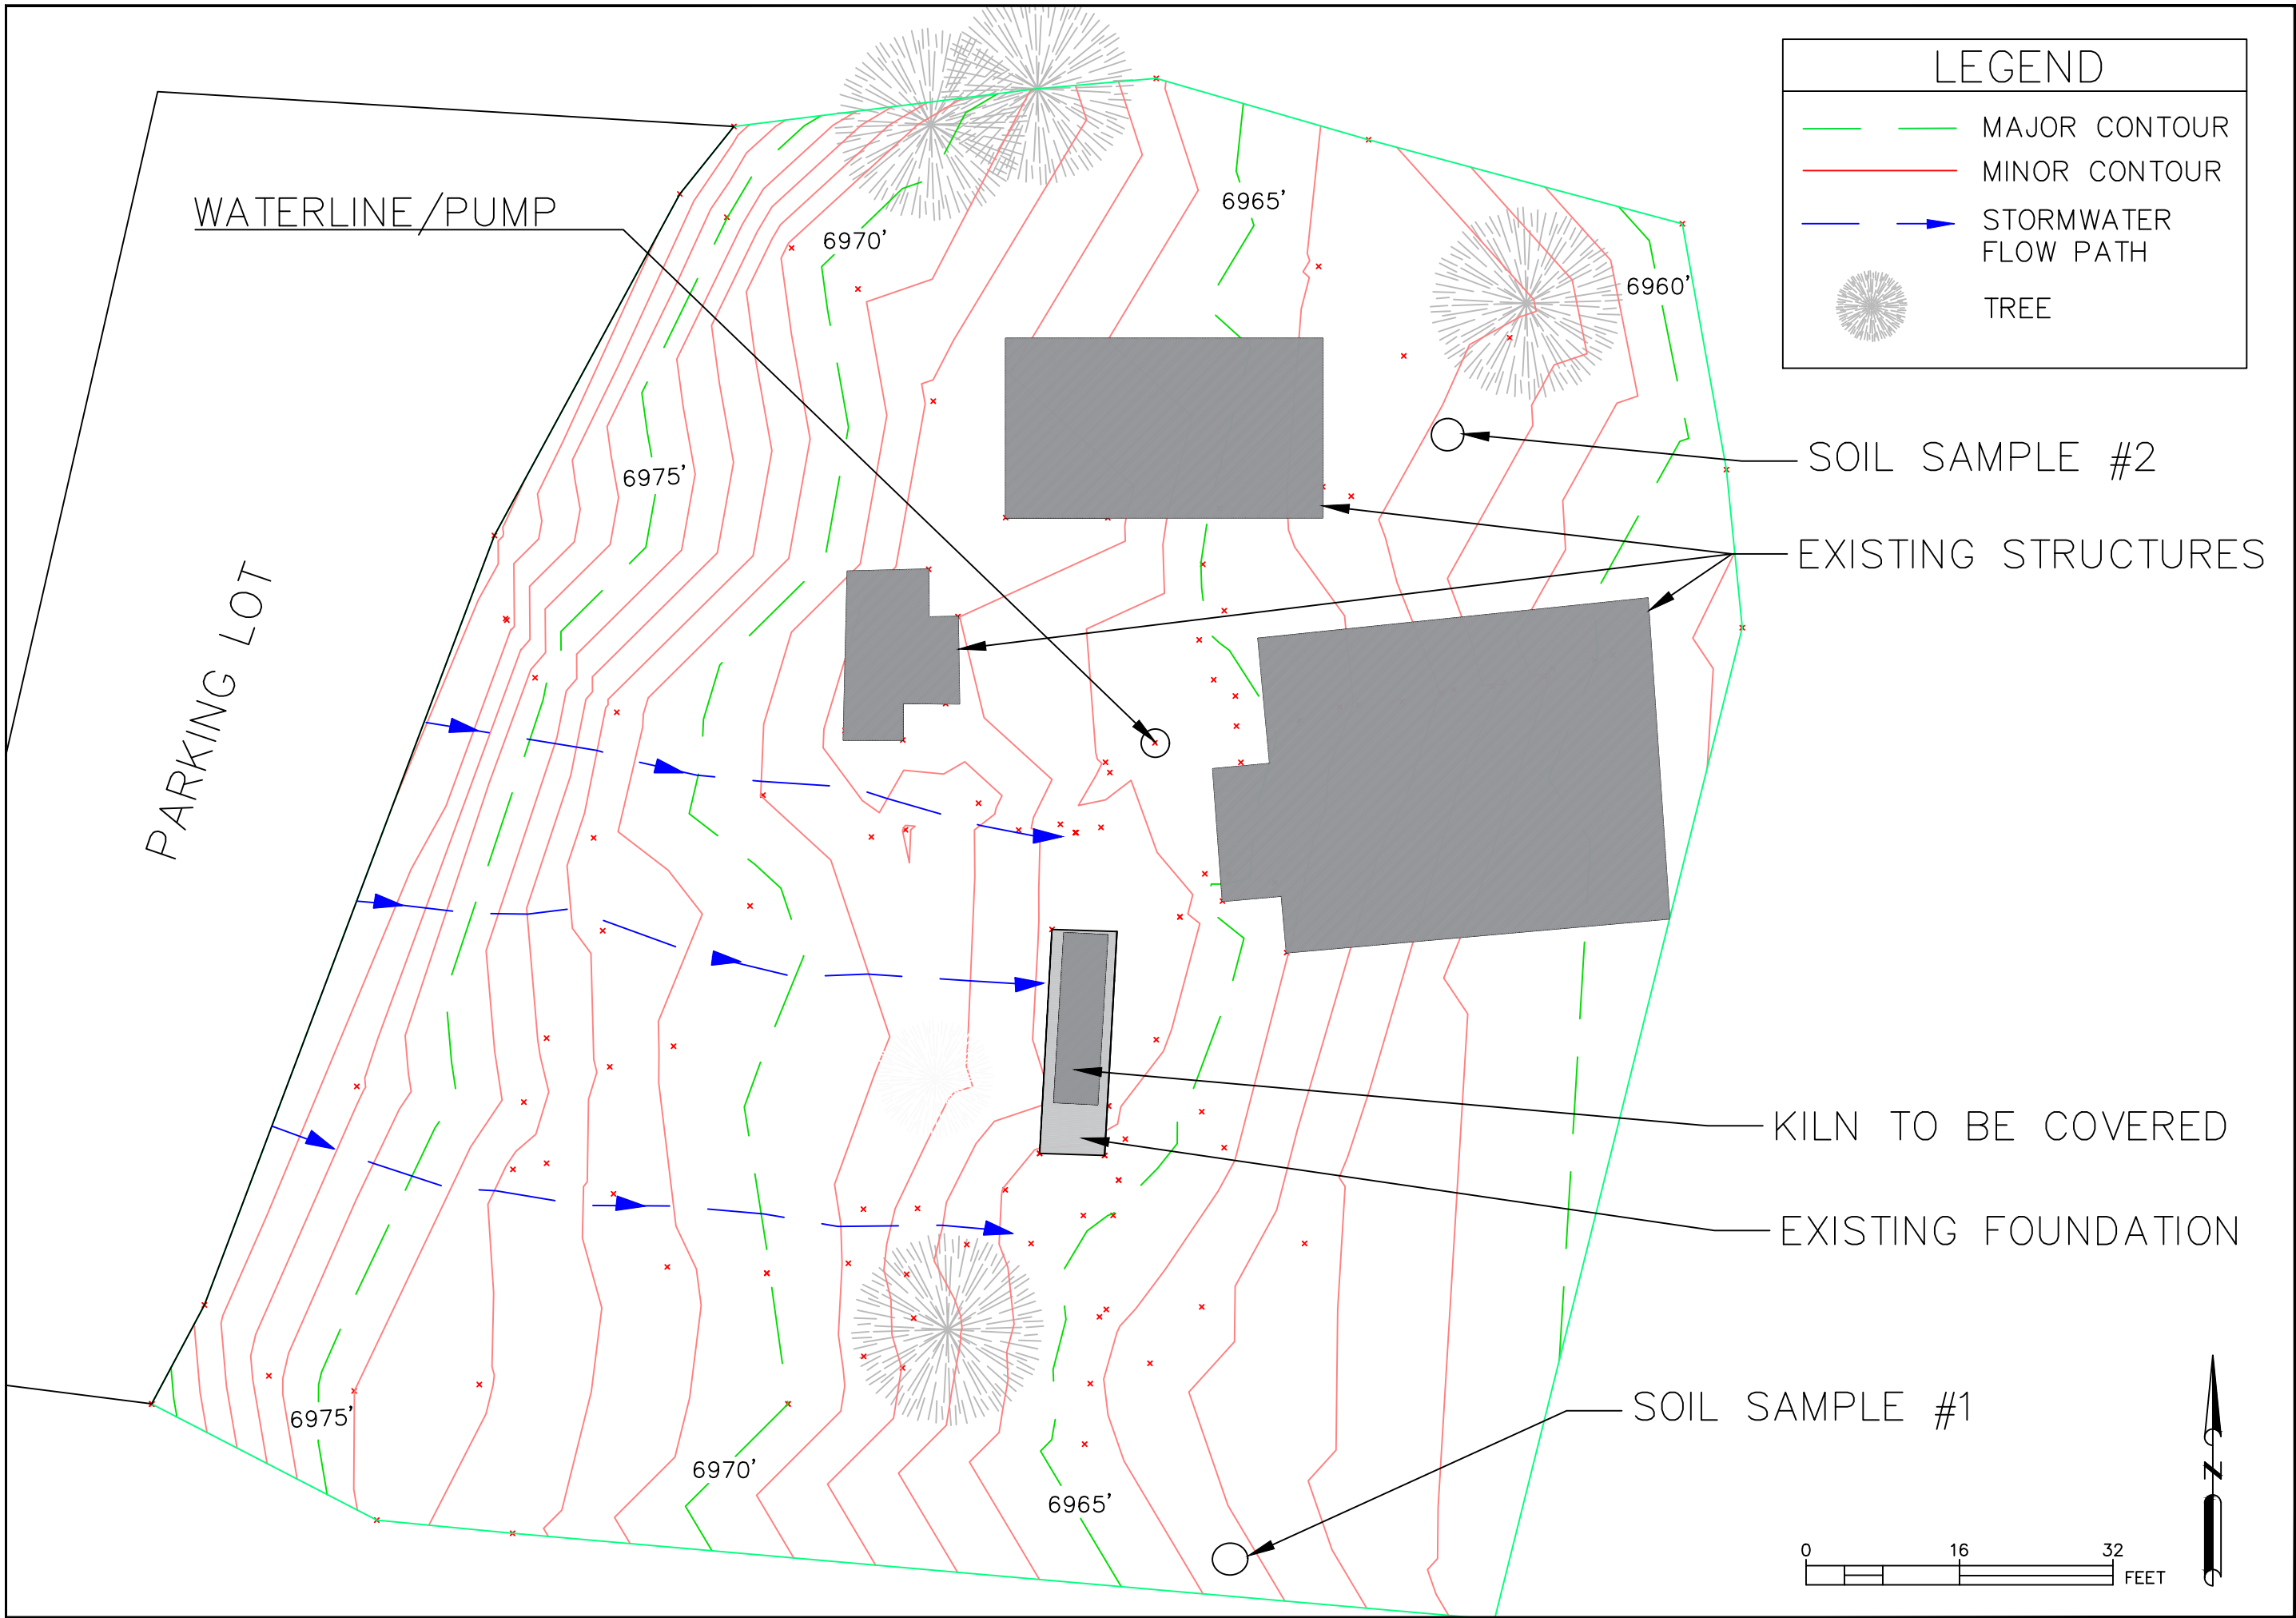 LEGEND
MAJOR CONTOUR
MINOR CONTOUR
STORMWATER
FLOW PATH
TREE
WATERLINE/PUMP
6965'
6970'
6960'
6975'
SOIL SAMPLE #2
EXISTING STRUCTURES
PARKING LOT
KILN TO BE COVERED
EXISTING FOUNDATION
SOIL SAMPLE #1
6975'
6970'
6965'
N
0 16 32
FEET